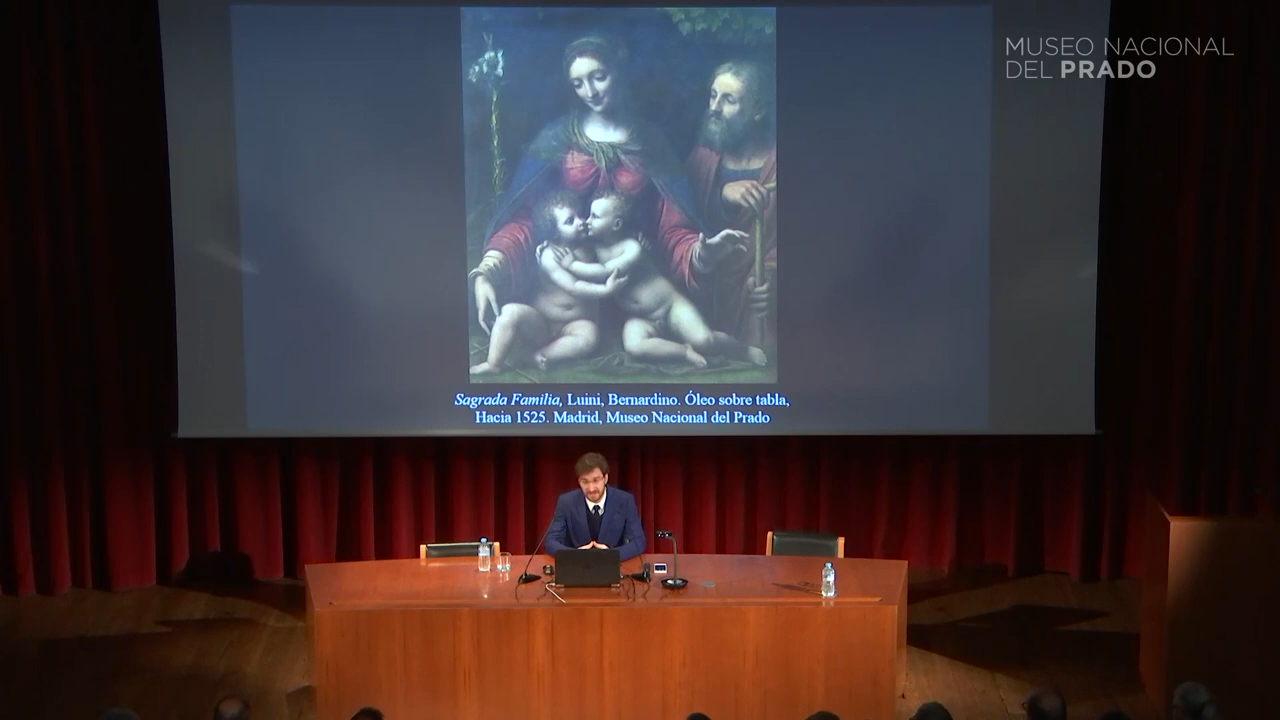 MUSEO NACIONAL
DEL PRADO
Sagrada Familia, Luini, Bernardino. Óleo sobre tabla,
Hacia 1525. Madrid, Museo Nacional del Prado